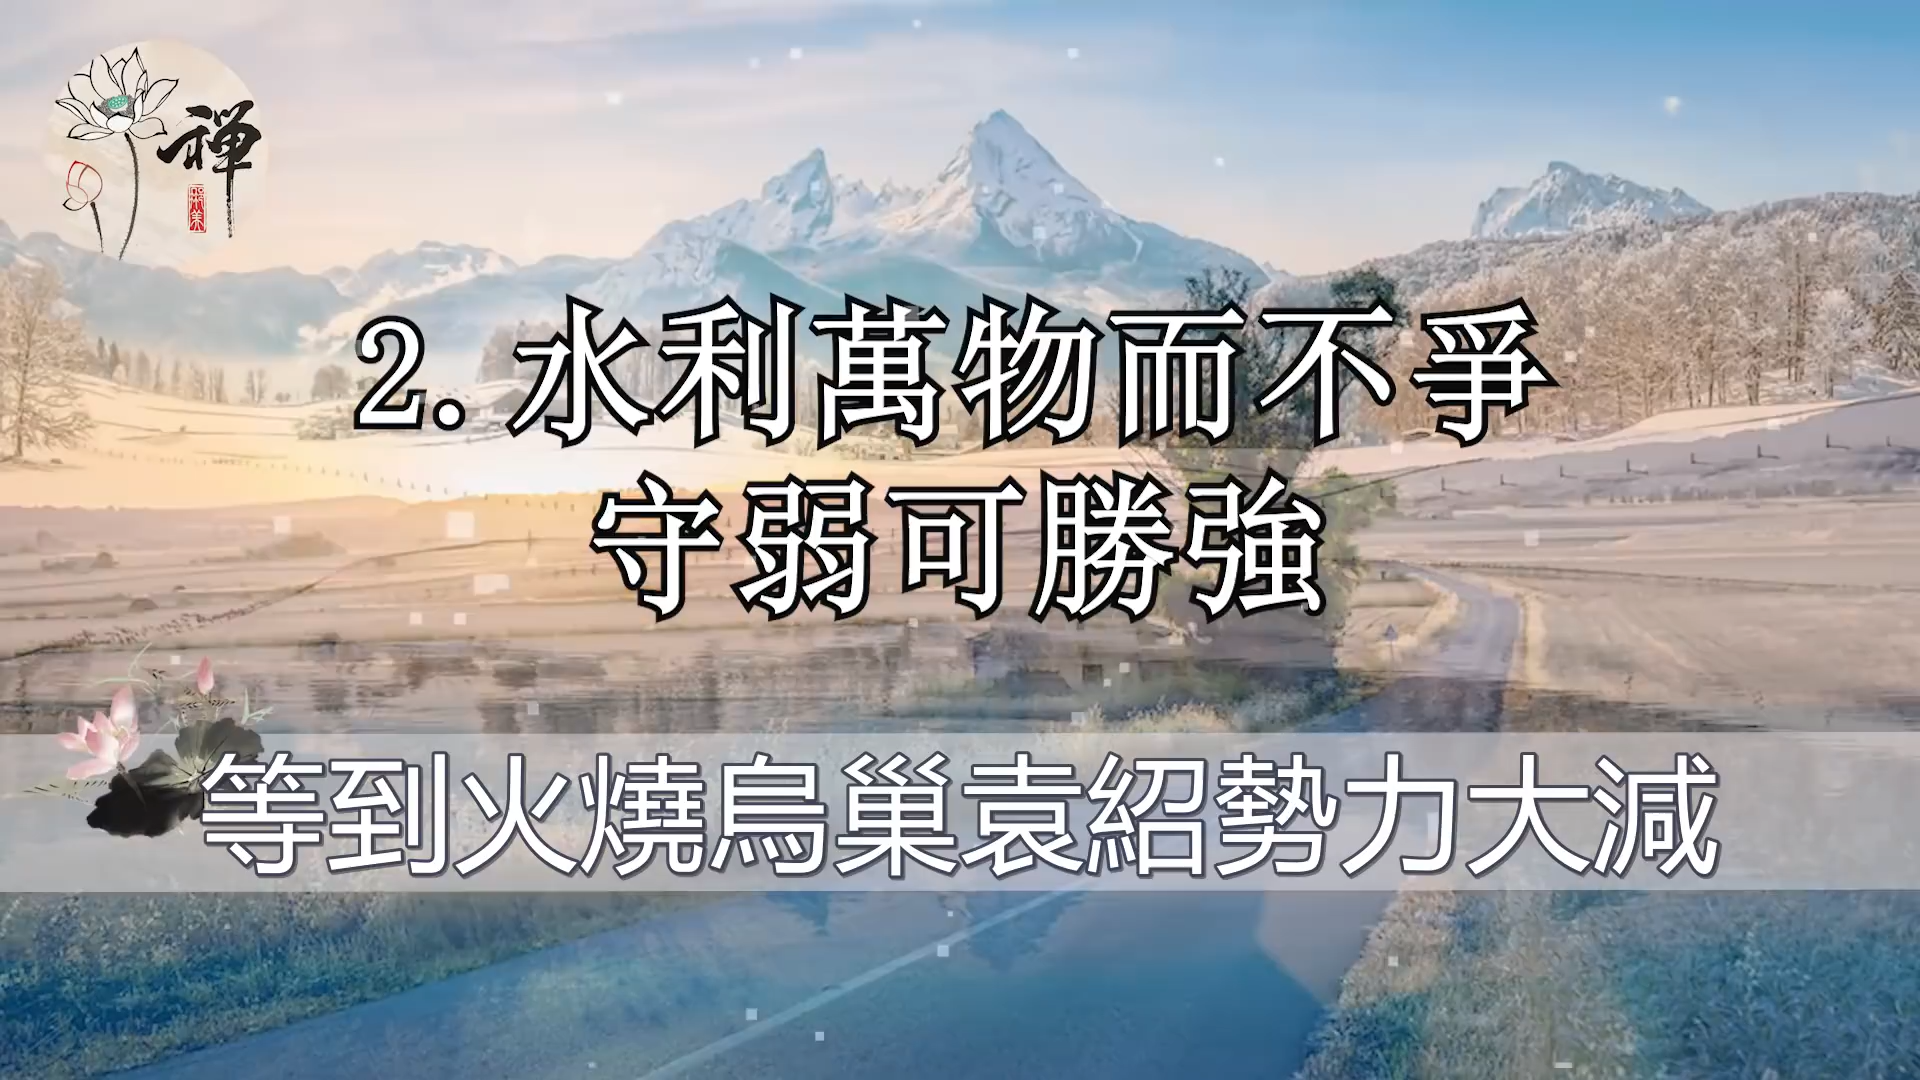 禅
2.水利萬物而不爭
守弱可勝強
等到火燒烏巢袁紹勢力大減